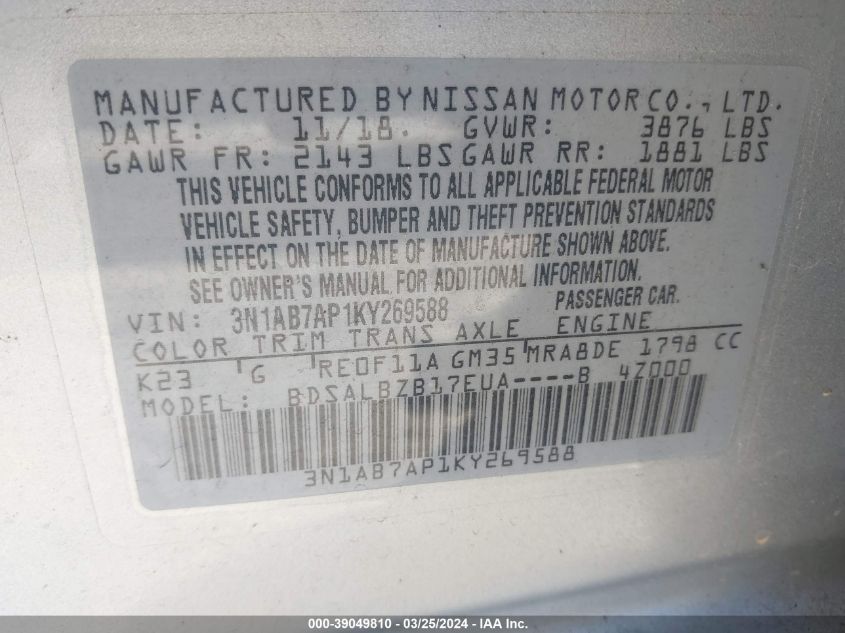 MANUFACTURED BY NISSAN MOTOR CO., LTD.
DATE: 11/18. GVWR: 3876 LBS
GAWR FR: 2143 LBS GAWR RR: 1881 LBS
THIS VEHICLE CONFORMS TO ALL APPLICABLE FEDERAL MOTOR
VEHICLE SAFETY, BUMPER AND THEFT PREVENTION STANDARDS
IN EFFECT ON THE DATE OF MANUFACTURE SHOWN ABOVE.
SEE OWNER'S MANUAL FOR ADDITIONAL INFORMATION.
VIN: 3N1AB7AP1KY269588 PASSENGER CAR.
COLOR TRIM TRANS AXLE ENGINE
K23 G RE0F11A GM35 MRA8DE 1798 CC
MODEL: BDSALBZB17EUA----B 4Z000
3N1AB7AP1KY269588
000-39049810 - 03/25/2024 - IAA Inc.